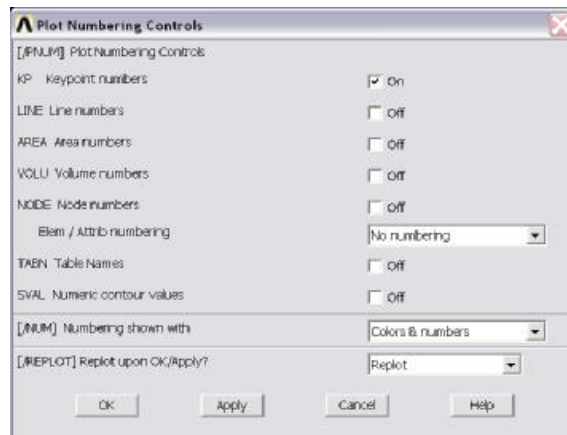 Plot Numbering Controls
[/PNUM] Plot Numbering Controls
KP Keypoint numbers On
LINE Line numbers Off
AREA Area numbers Off
VOLU Volume numbers Off
NODE Node numbers Off
Elem / Attrib numbering No numbering
TABN Table Names Off
SVAL Numeric contour values Off
[/NUM] Numbering shown with Colors & numbers
[/REPLOT] Replot upon OK/Apply? Replot
OK Apply Cancel Help